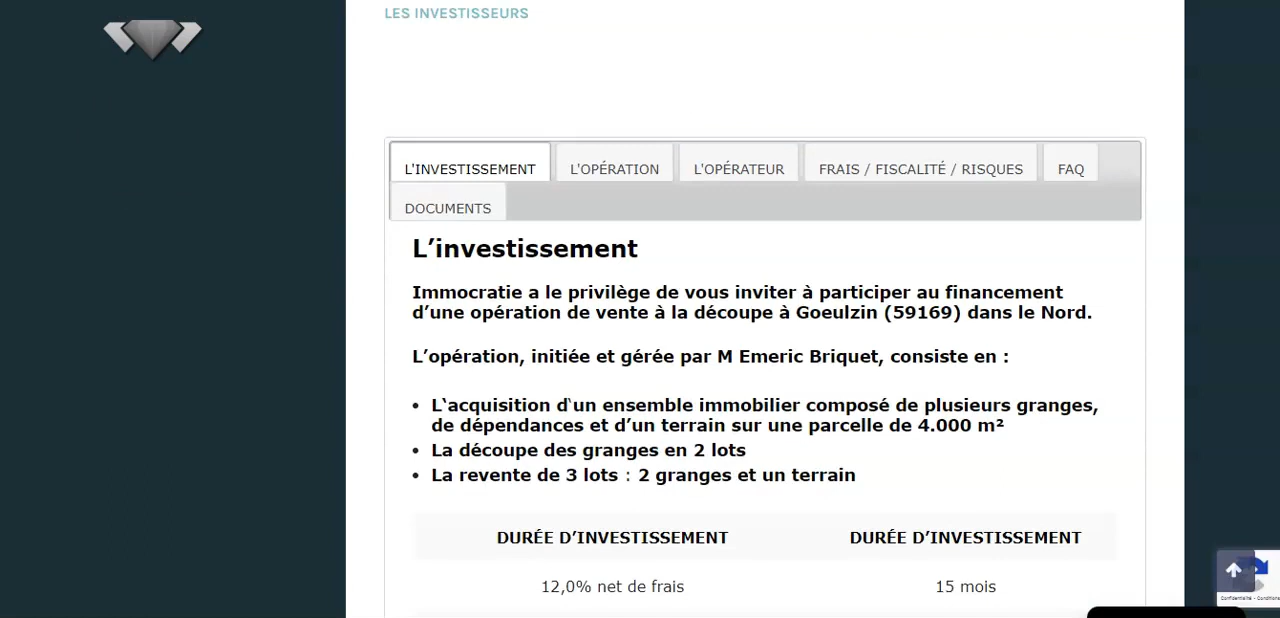 LES INVESTISSEURS
L'INVESTISSEMENT
L'OPÉRATION
L'OPÉRATEUR
FRAIS / FISCALITÉ / RISQUES
FAQ
DOCUMENTS
L’investissement
Immocratie a le privilège de vous inviter à participer au financement
d’une opération de vente à la découpe à Goeulzin (59169) dans le Nord.
L’opération, initiée et gérée par M Emeric Briquet, consiste en :
• L‛acquisition d‛un ensemble immobilier composé de plusieurs granges,
de dépendances et d’un terrain sur une parcelle de 4.000 m²
• La découpe des granges en 2 lots
• La revente de 3 lots : 2 granges et un terrain
DURÉE D’INVESTISSEMENT DURÉE D’INVESTISSEMENT
12,0% net de frais 15 mois
Confidentialité - Conditions